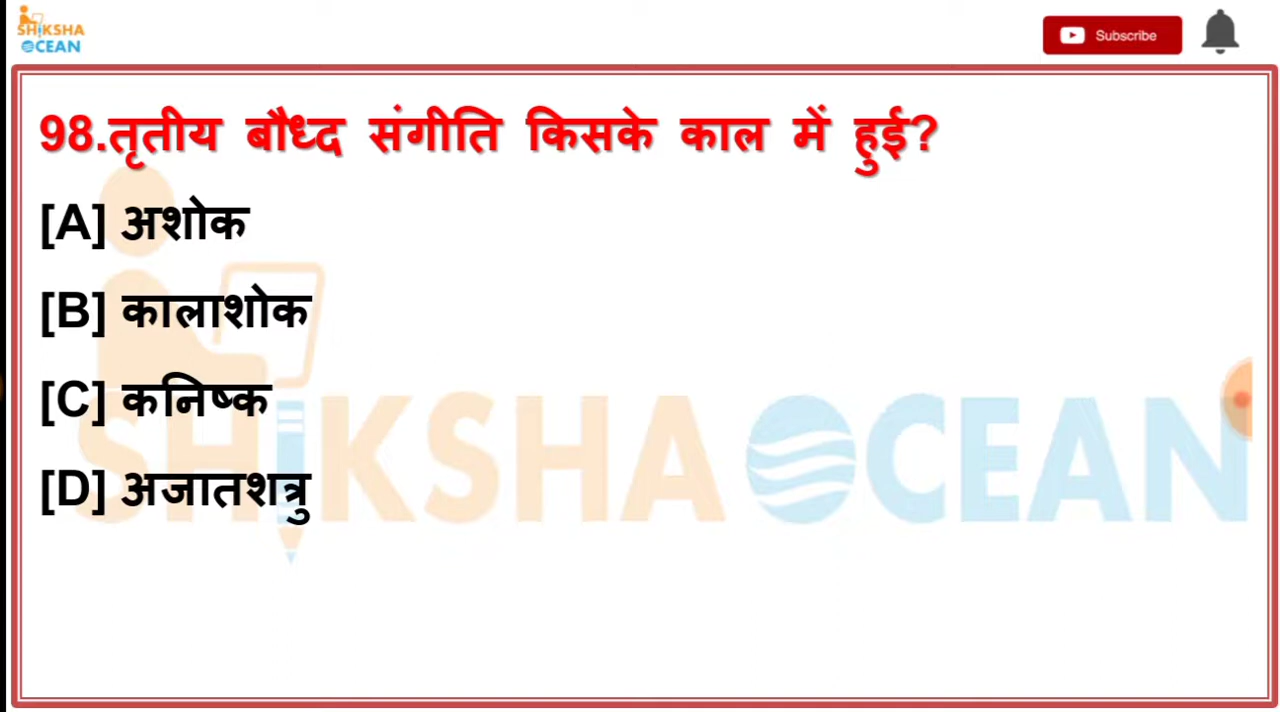 SHIKSHA
OCEAN
Subscribe
98.तृतीय बौध्द संगीति किसके काल में हुई?
[A] अशोक
[B] कालाशोक
[C] कनिष्क
[D] अजातशत्रु
SHIKSHA OCEAN